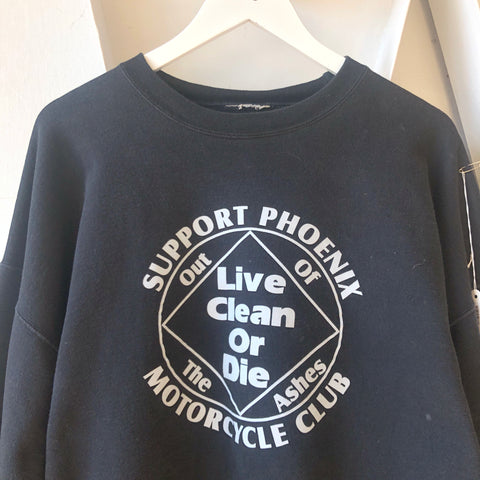 SUPPORT PHOENIX
Out Of
Live
Clean
Or
Die
The Ashes
MOTORCYCLE CLUB